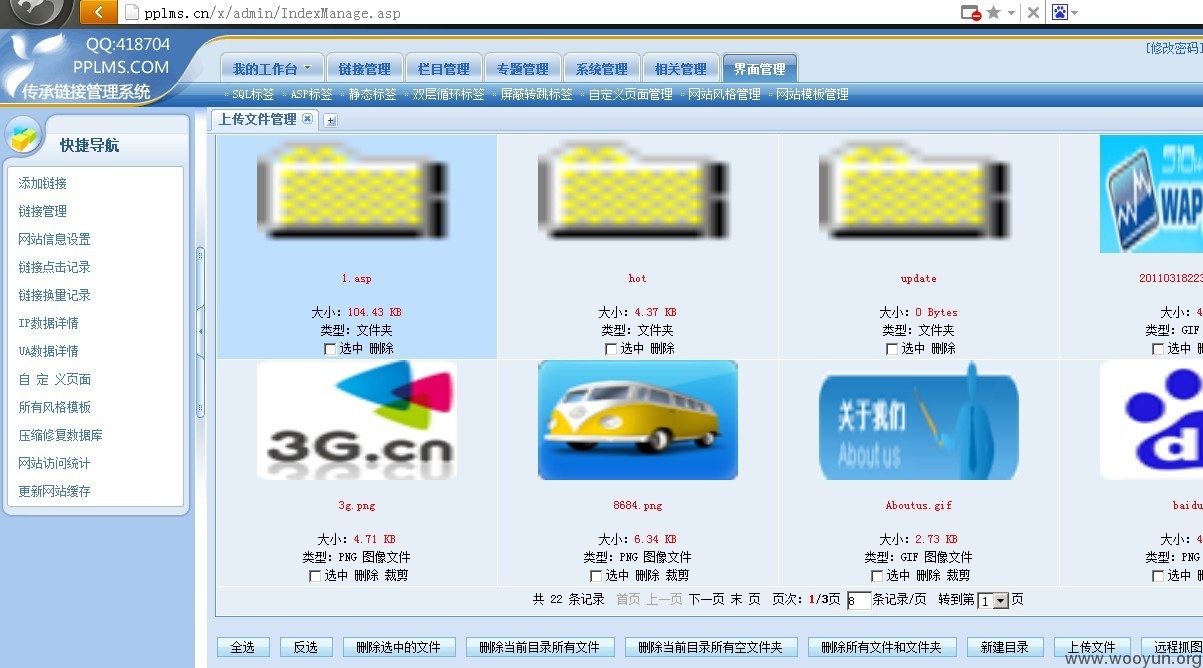 pplms.cn/x/admin/IndexManage.asp
QQ:418704
PPLMS.COM
传承链接管理系统
[修改密码]
我的工作台 链接管理 栏目管理 专题管理 系统管理 相关管理 界面管理
SQL标签 ASP标签 静态标签 双层循环标签 屏蔽转跳标签 自定义页面管理 网站风格管理 网站模板管理
上传文件管理
快捷导航
添加链接
链接管理
网站信息设置
链接点击记录
链接换量记录
IP数据详情
UA数据详情
自 定 义页面
所有风格模板
压缩修复数据库
网站访问统计
更新网站缓存
WAP
1.asp hot update 2011031822
大小：104.43 KB 大小：4.37 KB 大小：0 Bytes 大小：4
类型：文件夹 类型：文件夹 类型：文件夹 类型：GIF
选中 删除 选中 删除 选中 删除 选中
3G.cn
关于我们
About us
d
3g.png 8684.png Aboutus.gif baidu
大小：4.71 KB 大小：6.34 KB 大小：2.73 KB 大小：4
类型：PNG 图像文件 类型：PNG 图像文件 类型：GIF 图像文件 类型：PNG
选中 删除 裁剪 选中 删除 裁剪 选中 删除 裁剪 选中
共 22 条记录 首页 上一页 下一页 末 页 页次：1/3页 8 条记录/页 转到第 1 页
全选 反选 删除选中的文件 删除当前目录所有文件 删除当前目录所有空文件夹 删除所有文件和文件夹 新建目录 上传文件 远程抓图
www.wooyun.org